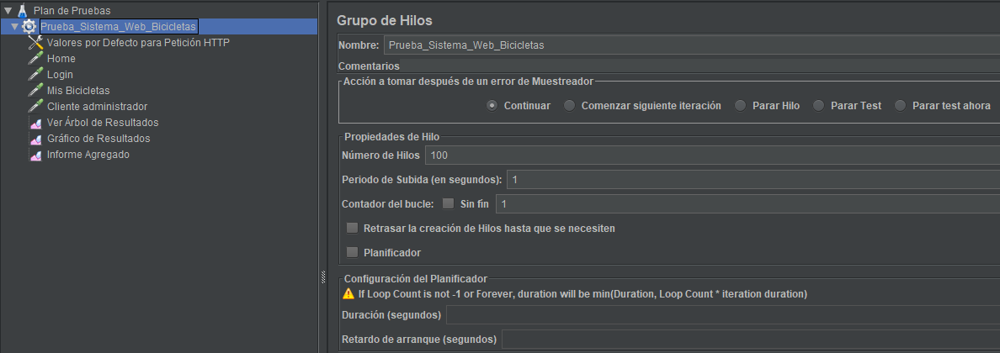 Plan de Pruebas
Prueba_Sistema_Web_Bicicletas
Valores por Defecto para Petición HTTP
Home
Login
Mis Bicicletas
Cliente administrador
Ver Árbol de Resultados
Gráfico de Resultados
Informe Agregado
Grupo de Hilos
Nombre: Prueba_Sistema_Web_Bicicletas
Comentarios
Acción a tomar después de un error de Muestreador
Continuar Comenzar siguiente iteración Parar Hilo Parar Test Parar test ahora
Propiedades de Hilo
Número de Hilos 100
Periodo de Subida (en segundos): 1
Contador del bucle: Sin fin 1
Retrasar la creación de Hilos hasta que se necesiten
Planificador
Configuración del Planificador
If Loop Count is not -1 or Forever, duration will be min(Duration, Loop Count * iteration duration)
Duración (segundos)
Retardo de arranque (segundos)